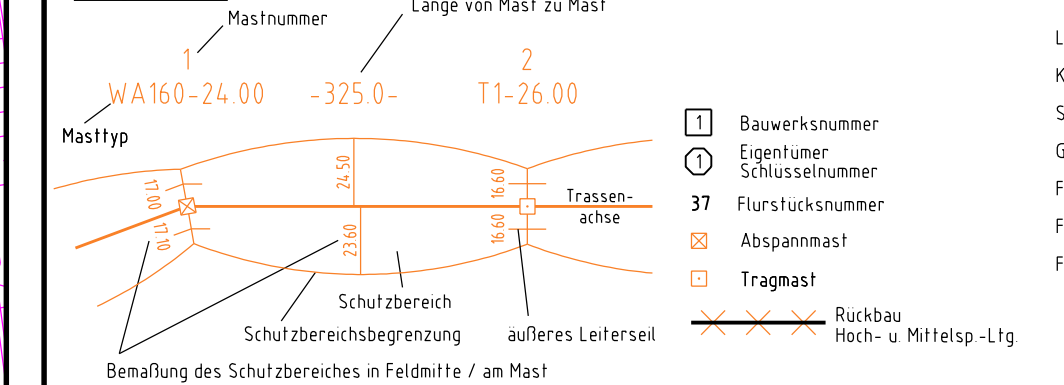 Mastnummer
Länge von Mast zu Mast
1
2
WA160-24.00
-325.0-
T1-26.00
Masttyp
17.00
17.10
24.50
23.60
16.60
16.60
Trassen-
achse
Schutzbereich
Schutzbereichsbegrenzung
äußeres Leiterseil
Bemaßung des Schutzbereiches in Feldmitte / am Mast
1
Bauwerksnummer
1
Eigentümer
Schlüsselnummer
37
Flurstücksnummer
Abspannmast
Tragmast
Rückbau
Hoch- u. Mittelsp.-Ltg.
L
K
S
G
F
F
F